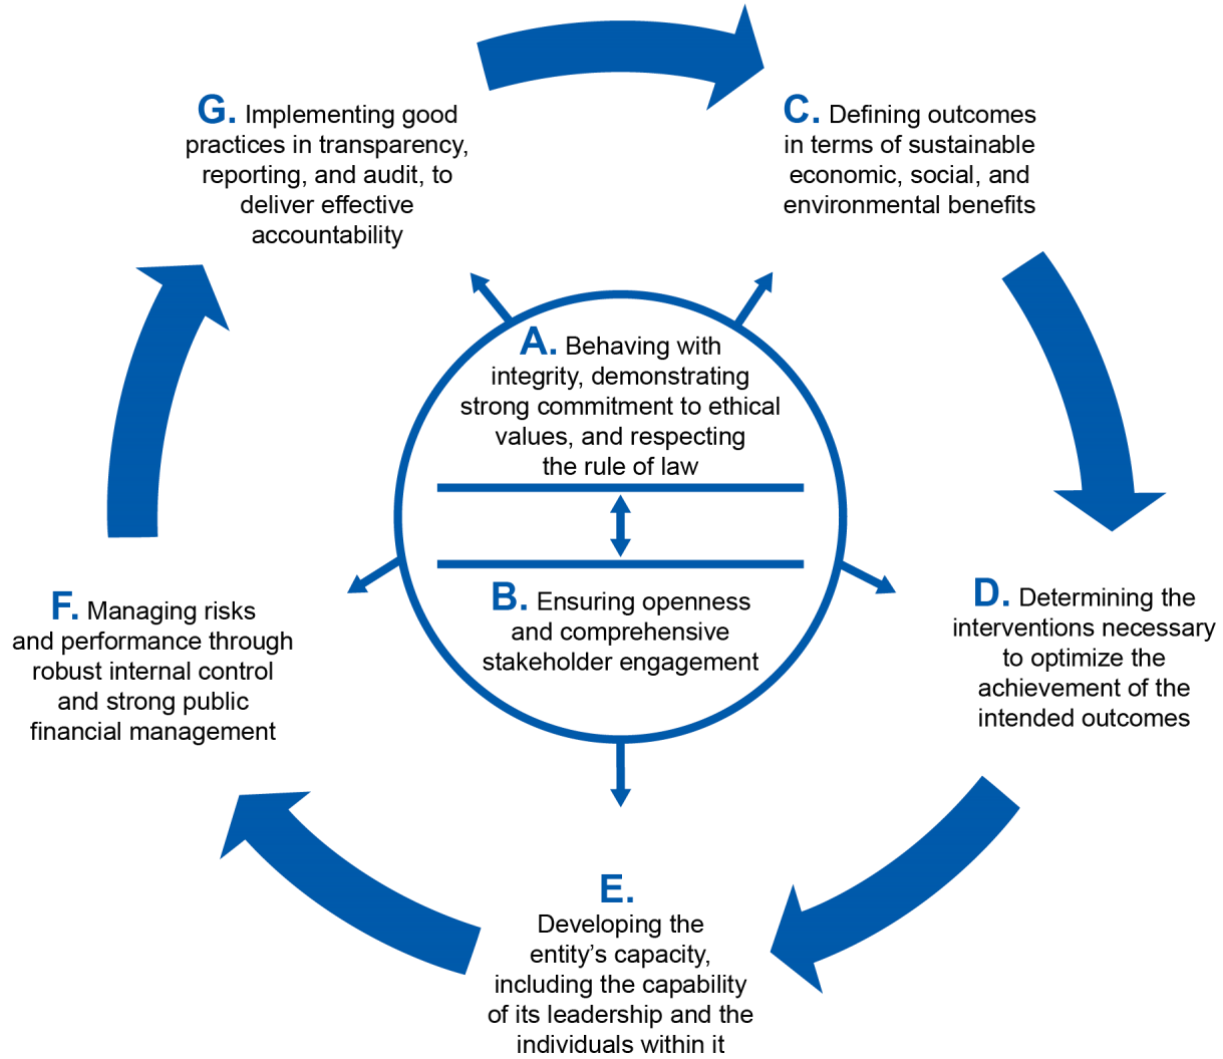 G. Implementing good
practices in transparency,
reporting, and audit, to
deliver effective
accountability
C. Defining outcomes
in terms of sustainable
economic, social, and
environmental benefits
A. Behaving with
integrity, demonstrating
strong commitment to ethical
values, and respecting
the rule of law
B. Ensuring openness
and comprehensive
stakeholder engagement
F. Managing risks
and performance through
robust internal control
and strong public
financial management
D. Determining the
interventions necessary
to optimize the
achievement of the
intended outcomes
E.
Developing the
entity’s capacity,
including the capability
of its leadership and the
individuals within it